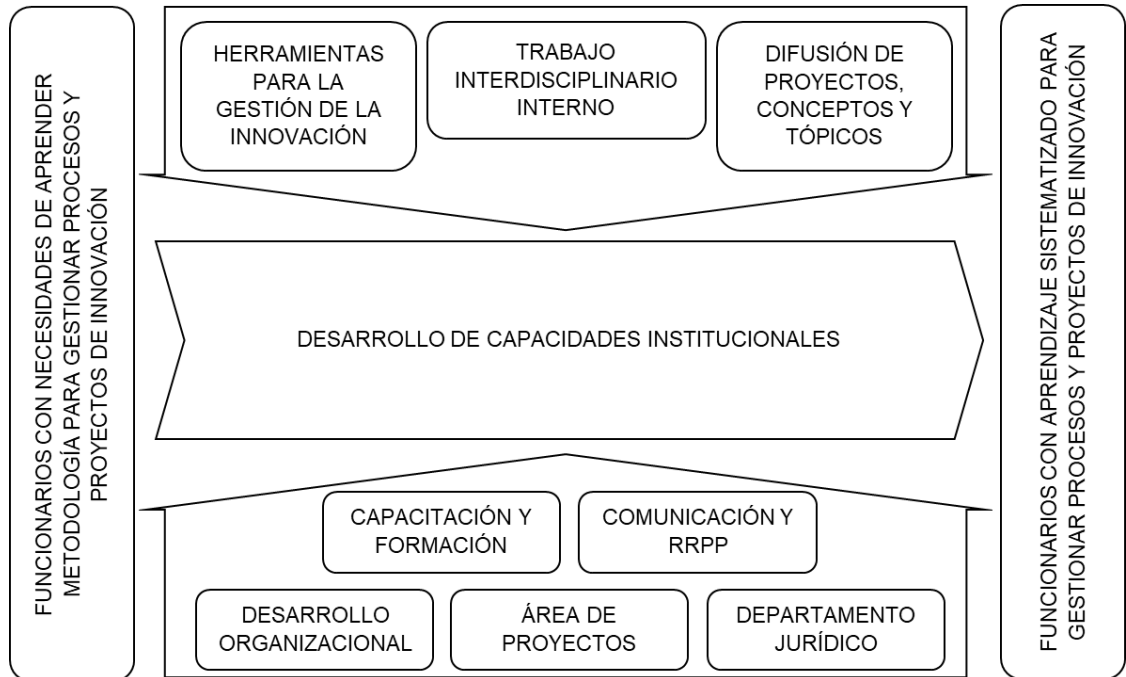 FUNCIONARIOS CON NECESIDADES DE APRENDER
METODOLOGÍA PARA GESTIONAR PROCESOS Y
PROYECTOS DE INNOVACIÓN
HERRAMIENTAS
PARA LA
GESTIÓN DE LA
INNOVACIÓN
TRABAJO
INTERDISCIPLINARIO
INTERNO
DIFUSIÓN DE
PROYECTOS,
CONCEPTOS Y
TÓPICOS
DESARROLLO DE CAPACIDADES INSTITUCIONALES
CAPACITACIÓN Y
FORMACIÓN
COMUNICACIÓN Y
RRPP
DESARROLLO
ORGANIZACIONAL
ÁREA DE
PROYECTOS
DEPARTAMENTO
JURÍDICO
FUNCIONARIOS CON APRENDIZAJE SISTEMATIZADO PARA
GESTIONAR PROCESOS Y PROYECTOS DE INNOVACIÓN